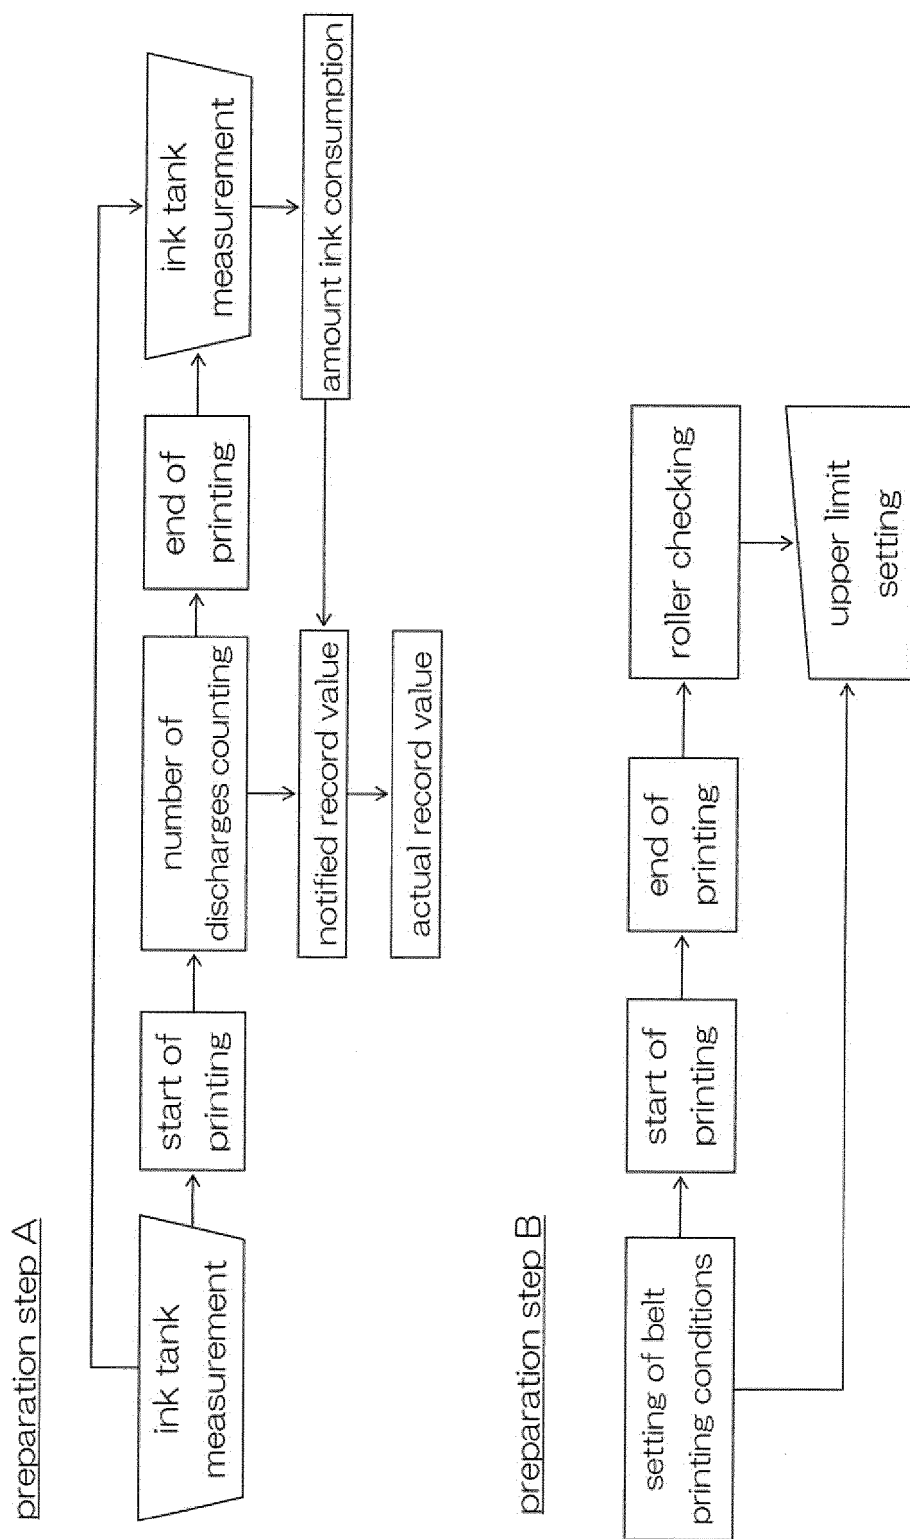 preparation step A
ink tank
measurement
start of
printing
number of
discharges counting
end of
printing
ink tank
measurement
amount ink consumption
notified record value
actual record value
preparation step B
setting of belt
printing conditions
start of
printing
end of
printing
roller checking
upper limit
setting